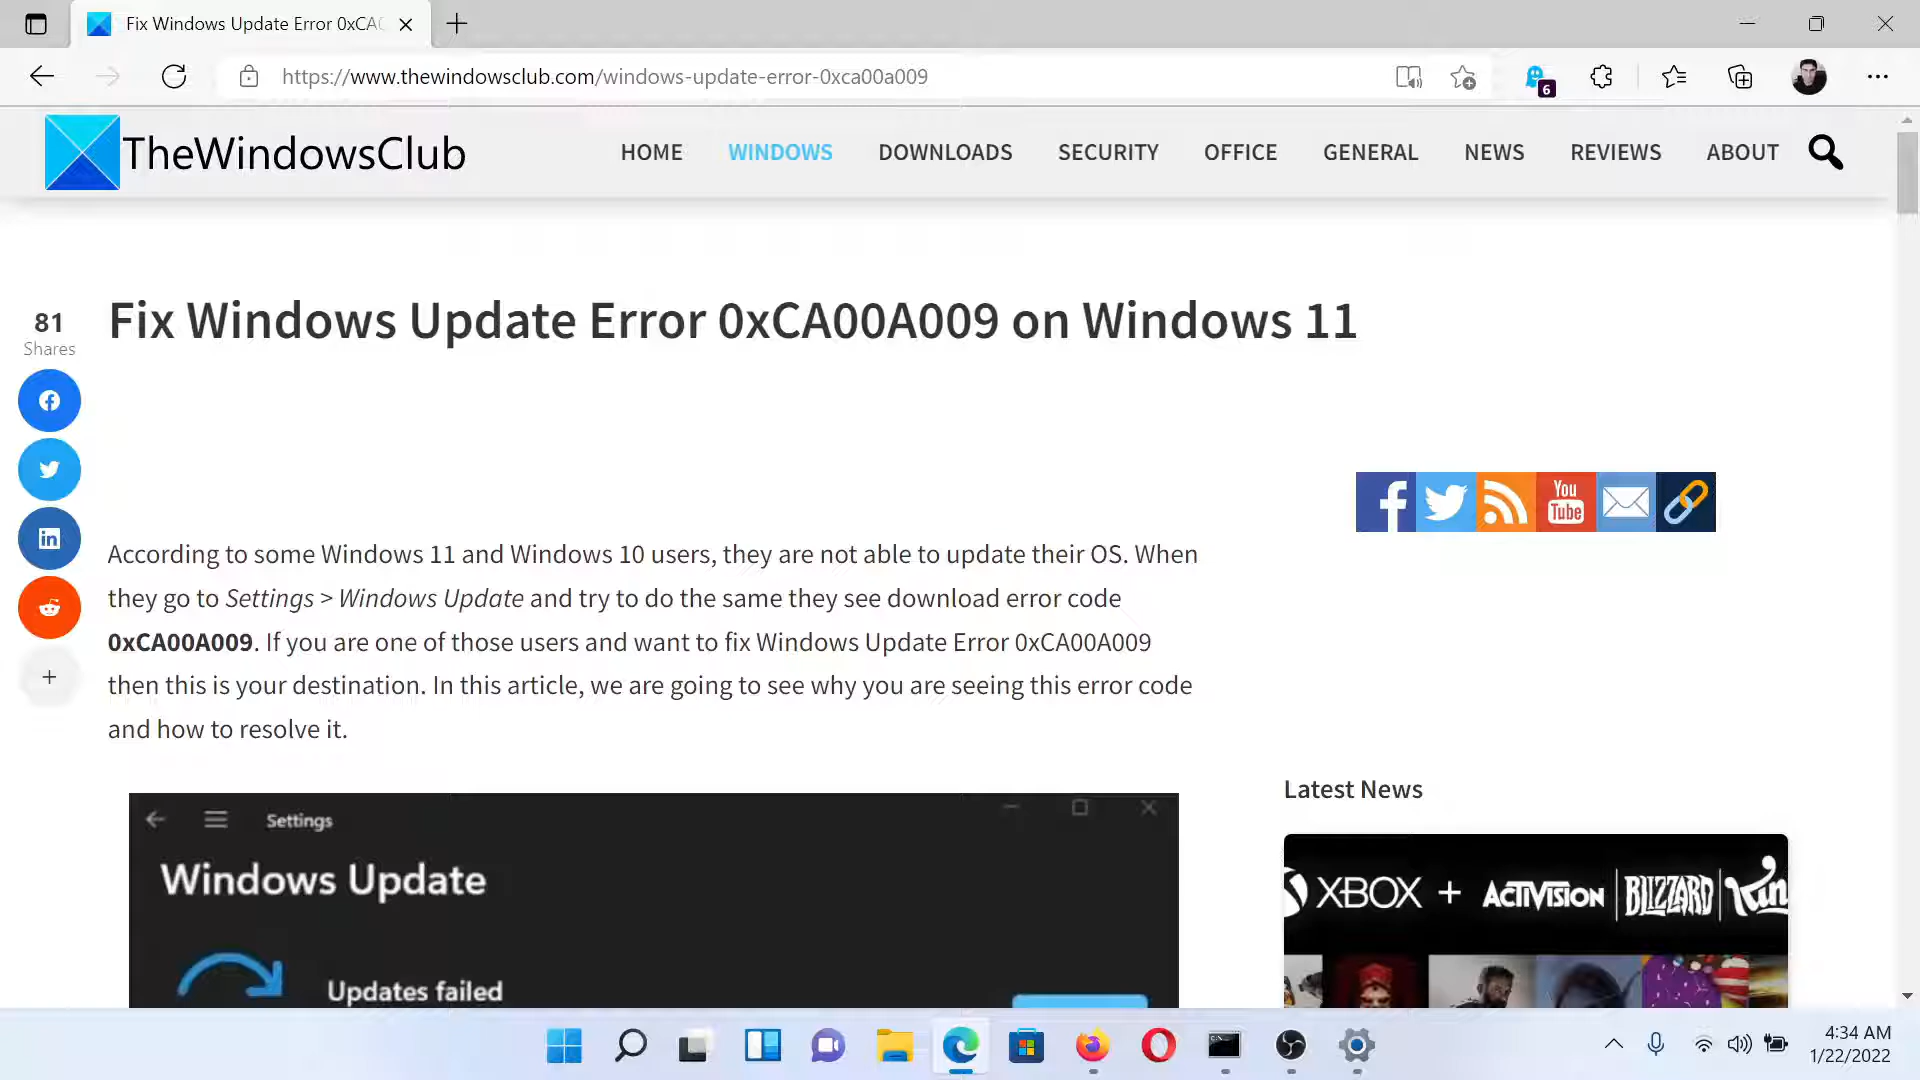 Fix Windows Update Error 0xCA
https://www.thewindowsclub.com/windows-update-error-0xca00a009
6
TheWindowsClub
HOME WINDOWS DOWNLOADS SECURITY OFFICE GENERAL NEWS REVIEWS ABOUT
81
Shares
Fix Windows Update Error 0xCA00A009 on Windows 11
You
Tube
According to some Windows 11 and Windows 10 users, they are not able to update their OS. When
they go to Settings > Windows Update and try to do the same they see download error code
0xCA00A009. If you are one of those users and want to fix Windows Update Error 0xCA00A009
then this is your destination. In this article, we are going to see why you are seeing this error code
and how to resolve it.
Latest News
Settings
Windows Update
Updates failed
XBOX + ACTIVISION BLIZZARD Kin
4:34 AM
1/22/2022